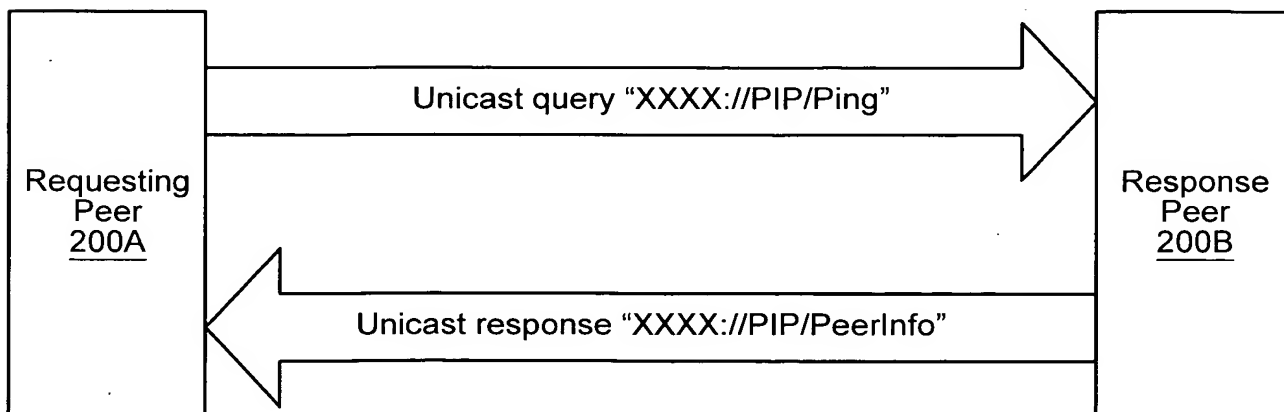 Unicast query “XXXX://PIP/Ping”
Requesting
Peer
200A
Response
Peer
200B
Unicast response “XXXX://PIP/PeerInfo”